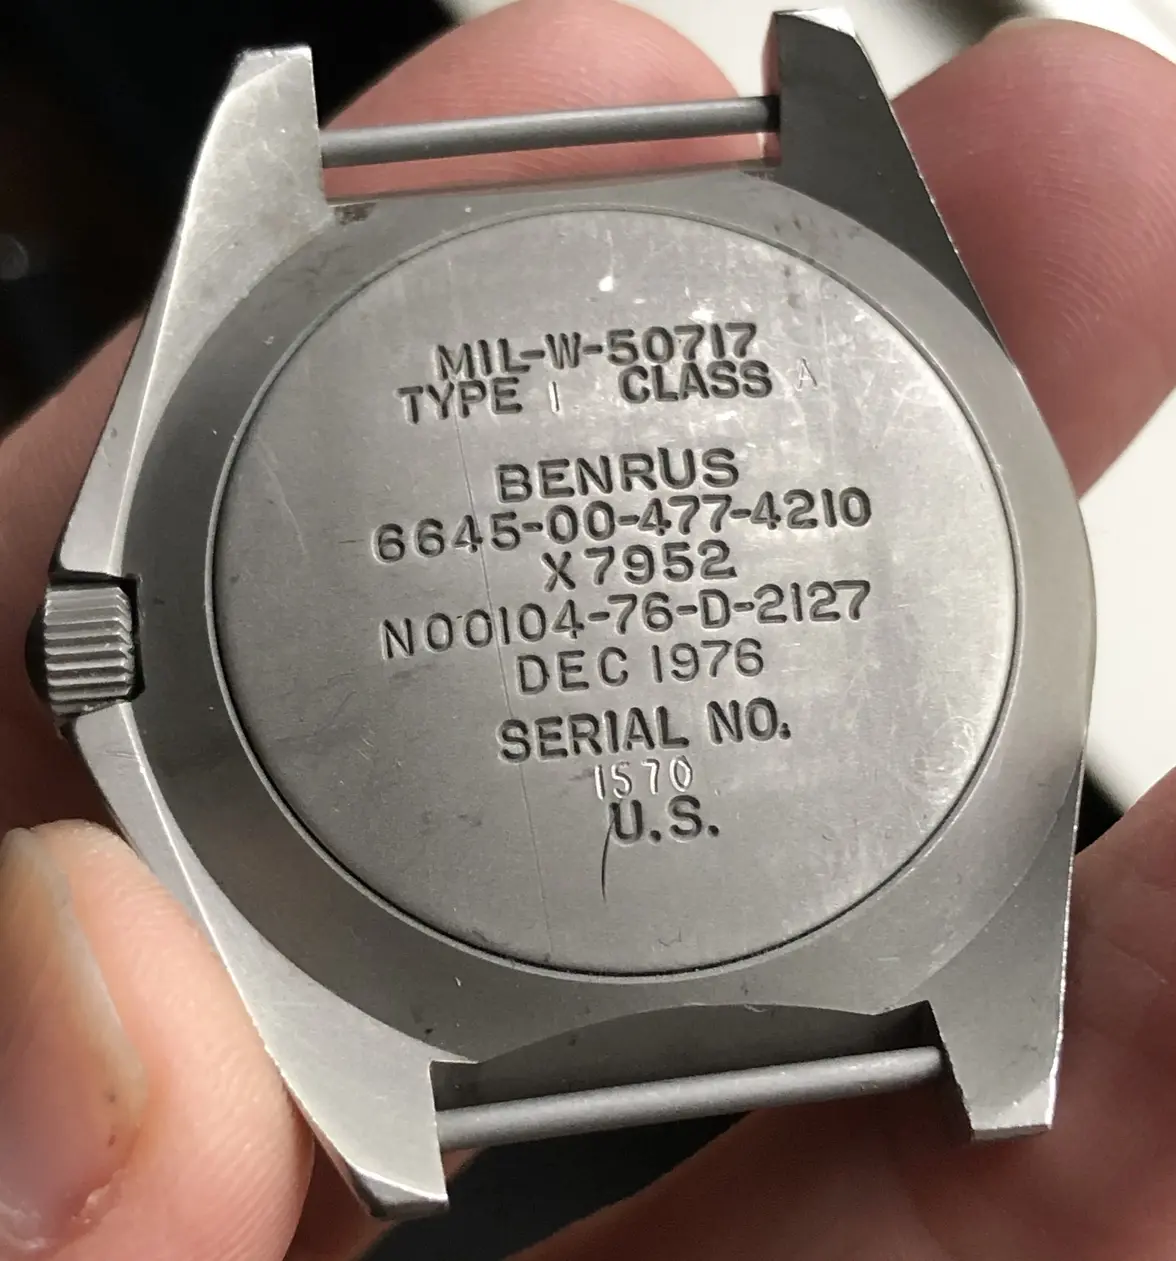 MIL-W-50717
TYPE I CLASS A
BENRUS
6645-00-477-4210
X7952
N00104-76-D-2127
DEC 1976
SERIAL NO.
1570
U.S.